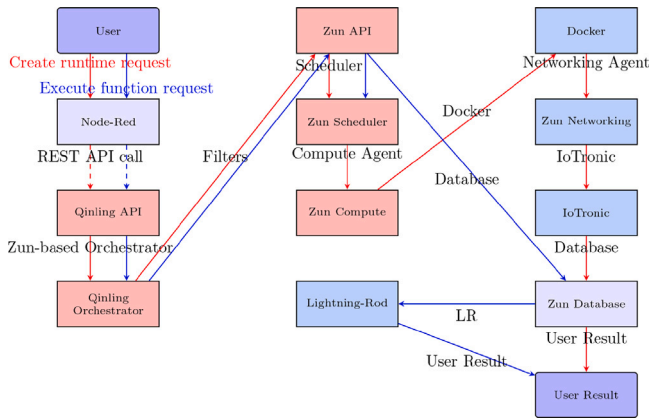 User
Zun API
Docker
Create runtime request
Scheduler
Networking Agent
Execute function request
Docker
Node-Red
Zun Scheduler
Zun Networking
REST API call
Filters
Compute Agent
IoTronic
Database
Qinling API
Zun Compute
IoTronic
Zun-based Orchestrator
Database
Qinling
Orchestrator
Lightning-Rod
LR
Zun Database
User Result
User Result
User Result